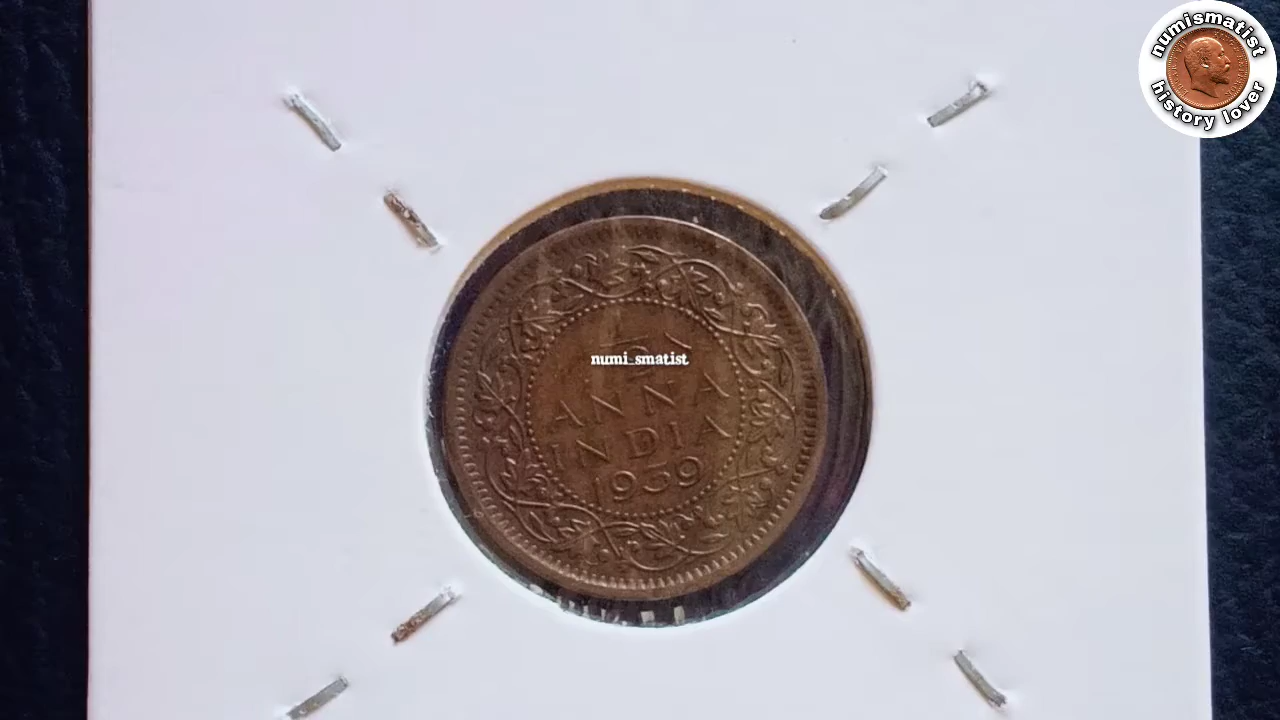 numismatist
history lover
numi_smatist
ANNA
INDIA
1939